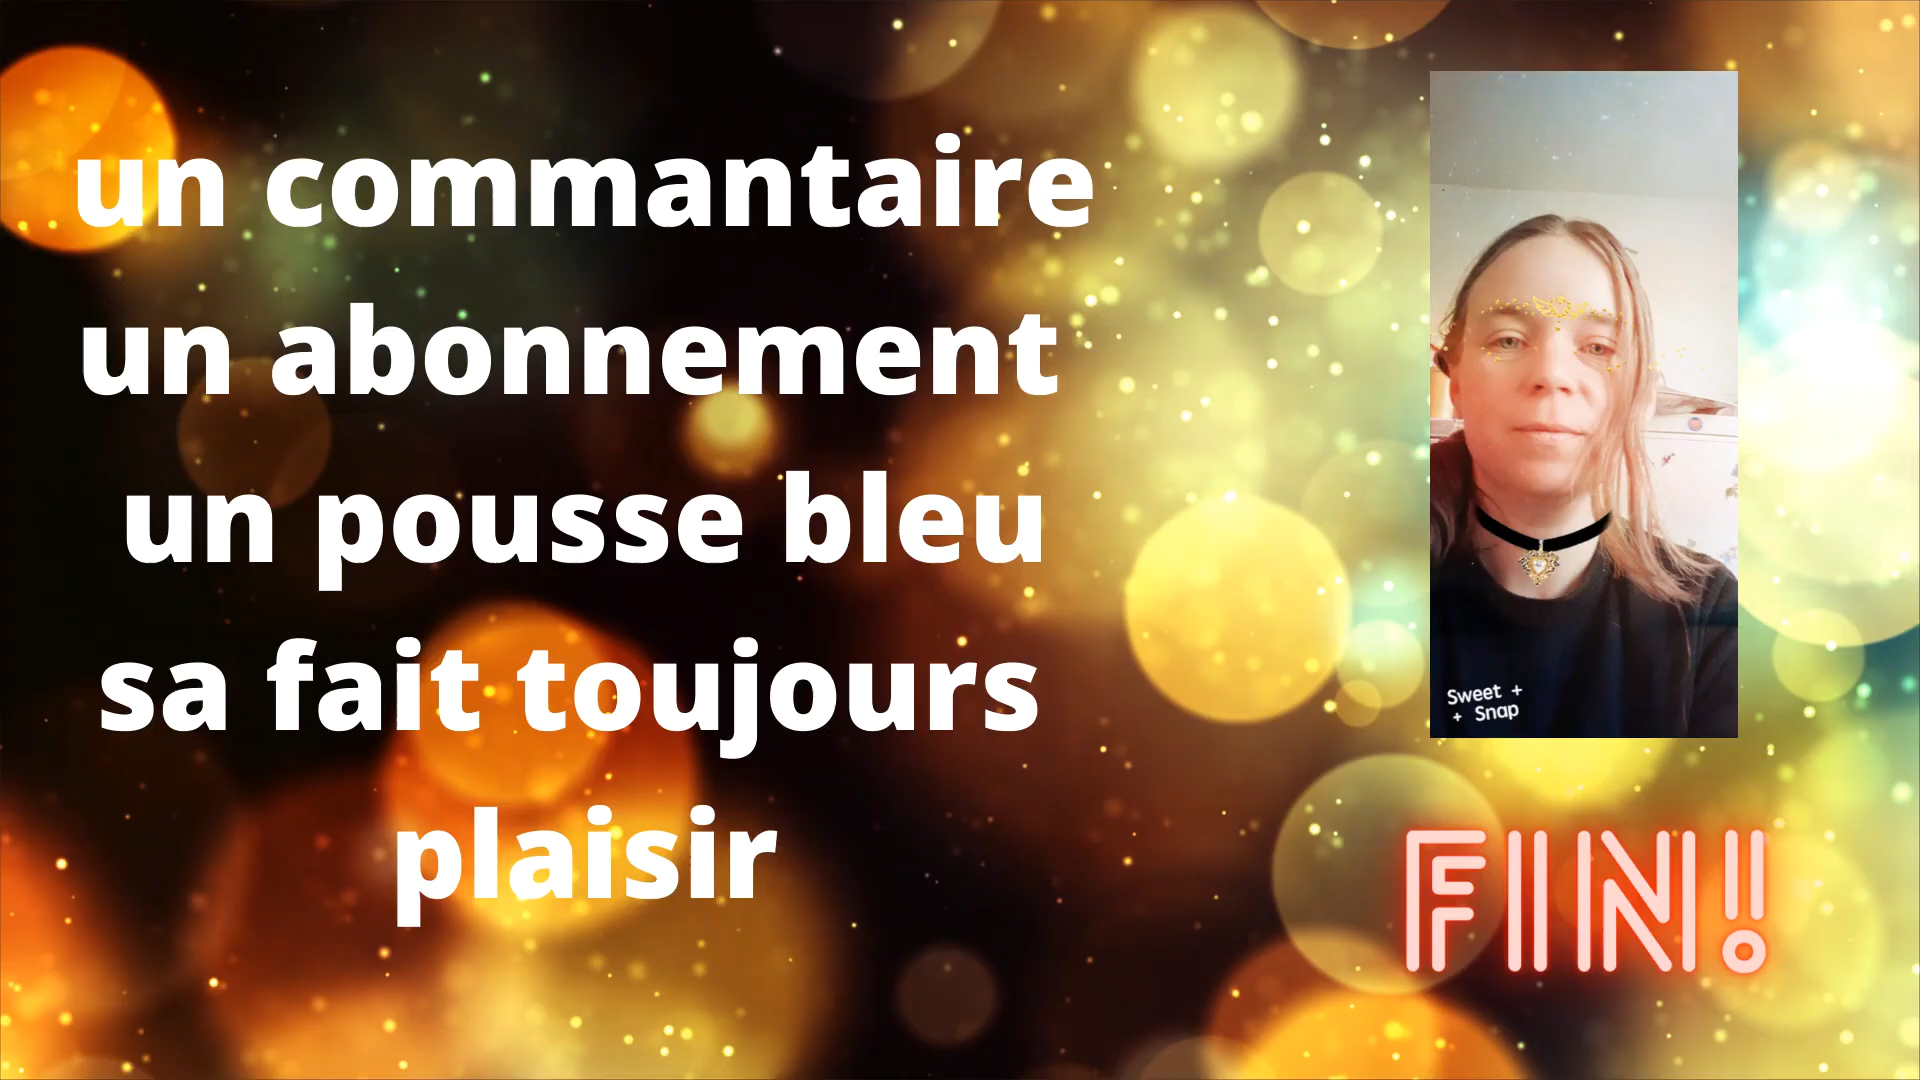 un commantaire
un abonnement
un pousse bleu
sa fait toujours
plaisir
Sweet +
+ Snap
FIN!